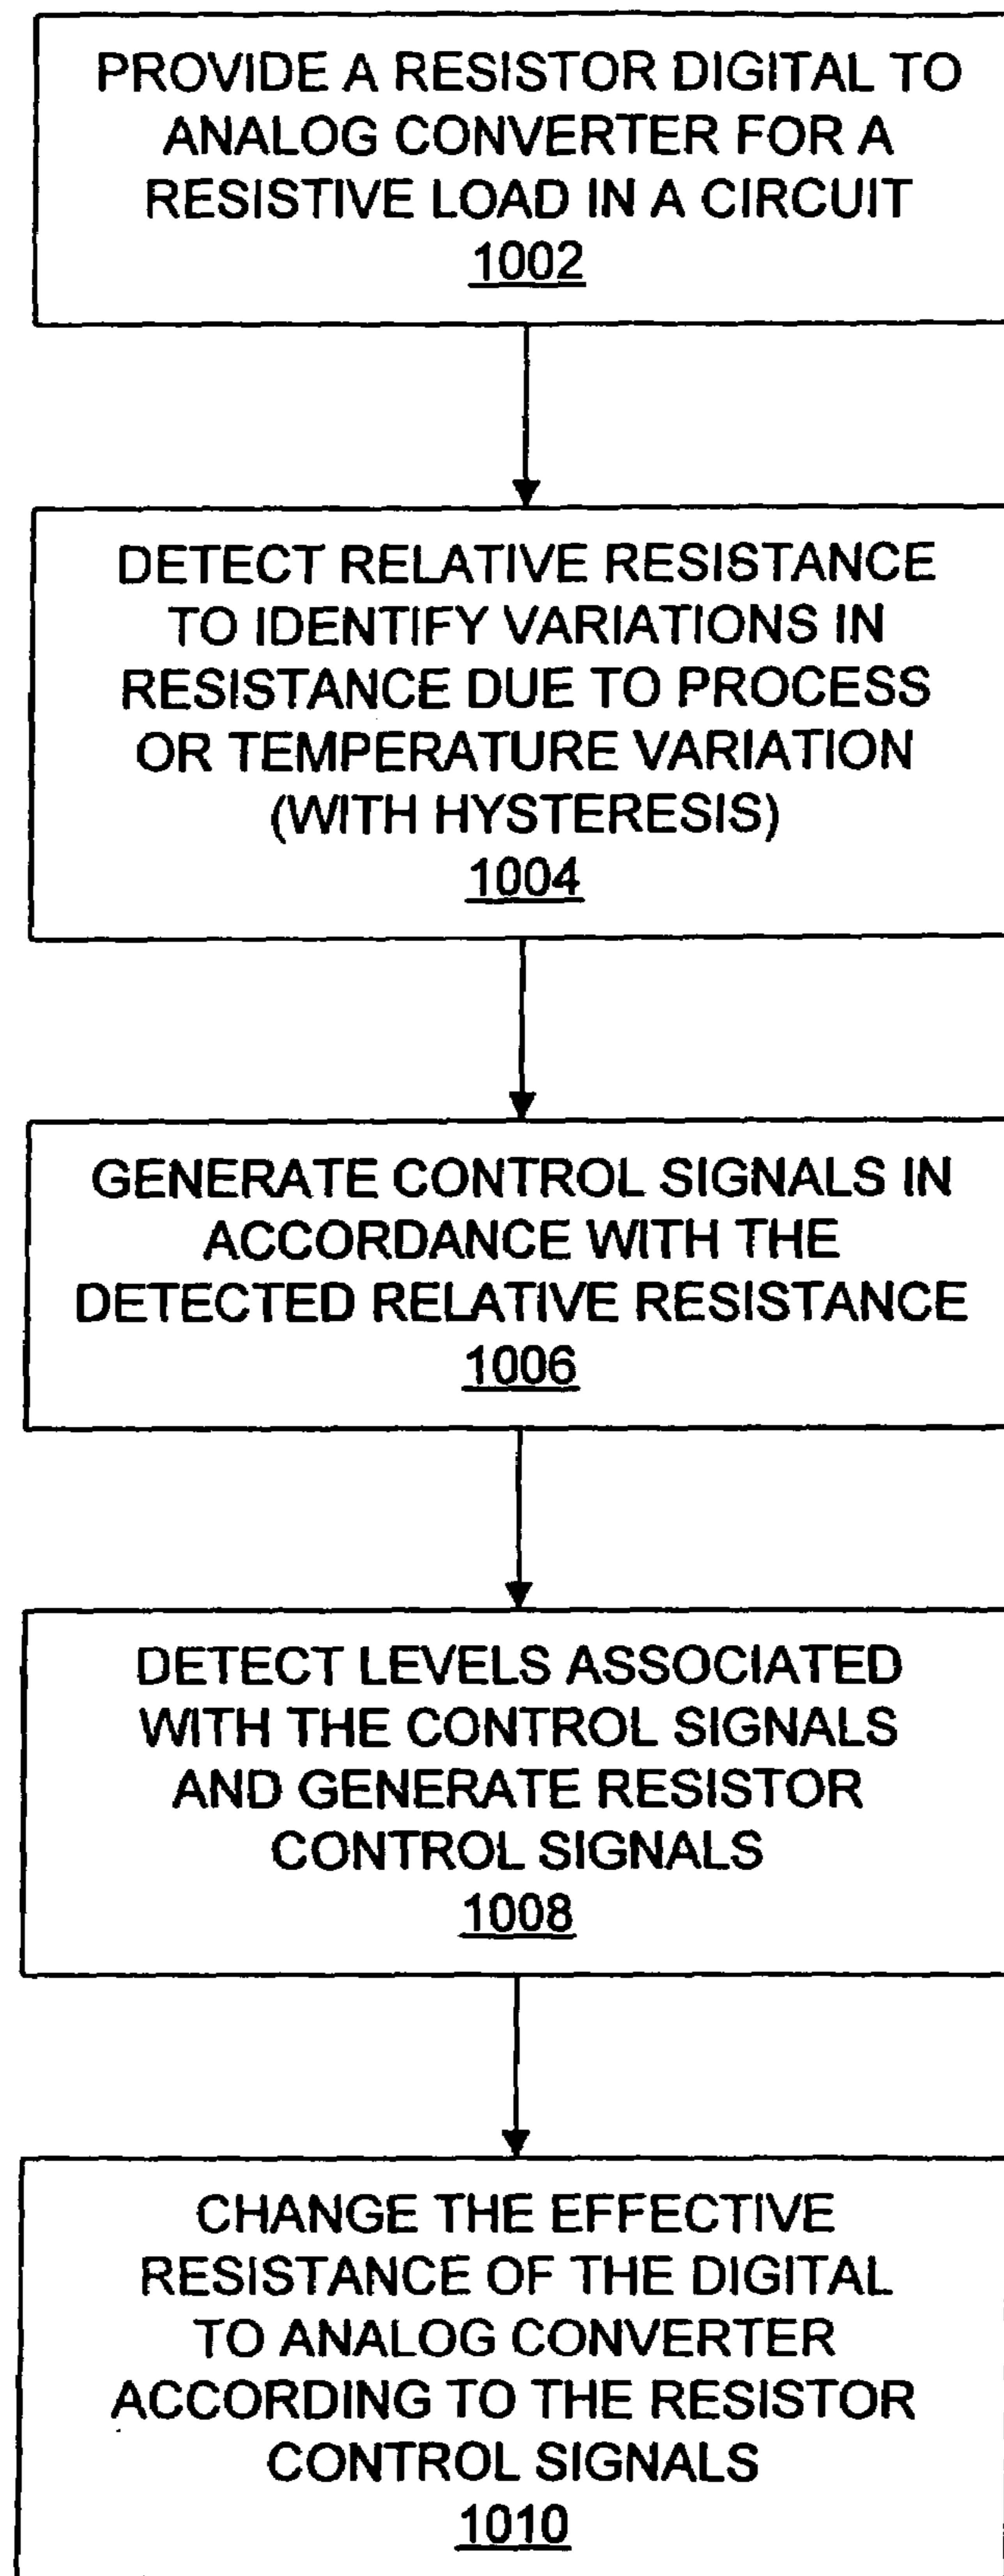 PROVIDE A RESISTOR DIGITAL TO
ANALOG CONVERTER FOR A
RESISTIVE LOAD IN A CIRCUIT
1002
DETECT RELATIVE RESISTANCE
TO IDENTIFY VARIATIONS IN
RESISTANCE DUE TO PROCESS
OR TEMPERATURE VARIATION
(WITH HYSTERESIS)
1004
GENERATE CONTROL SIGNALS IN
ACCORDANCE WITH THE
DETECTED RELATIVE RESISTANCE
1006
DETECT LEVELS ASSOCIATED
WITH THE CONTROL SIGNALS
AND GENERATE RESISTOR
CONTROL SIGNALS
1008
CHANGE THE EFFECTIVE
RESISTANCE OF THE DIGITAL
TO ANALOG CONVERTER
ACCORDING TO THE RESISTOR
CONTROL SIGNALS
1010